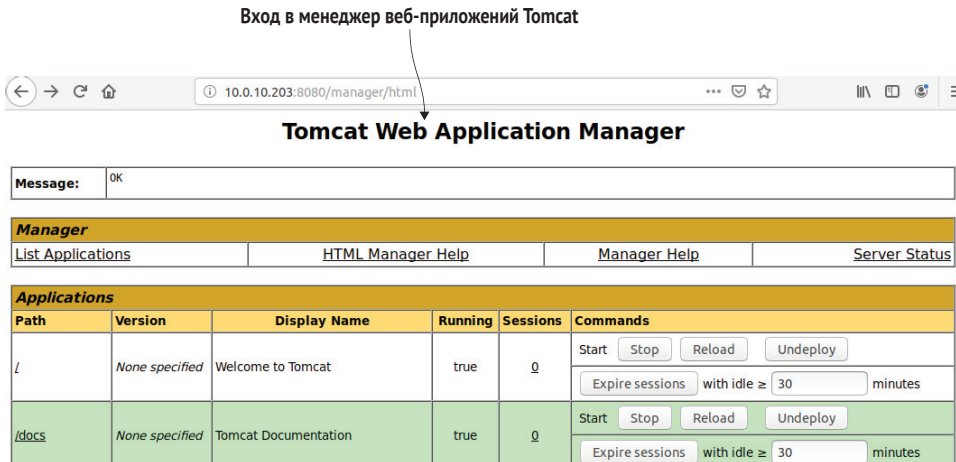 Вход в менеджер веб-приложений Tomcat
10.0.10.203:8080/manager/html
Tomcat Web Application Manager
Message: OK
Manager
List Applications HTML Manager Help Manager Help Server Status
Applications
Path Version Display Name Running Sessions Commands
/ None specified Welcome to Tomcat true 0 Start Stop Reload Undeploy
Expire sessions with idle ≥ 30 minutes
/docs None specified Tomcat Documentation true 0 Start Stop Reload Undeploy
Expire sessions with idle ≥ 30 minutes